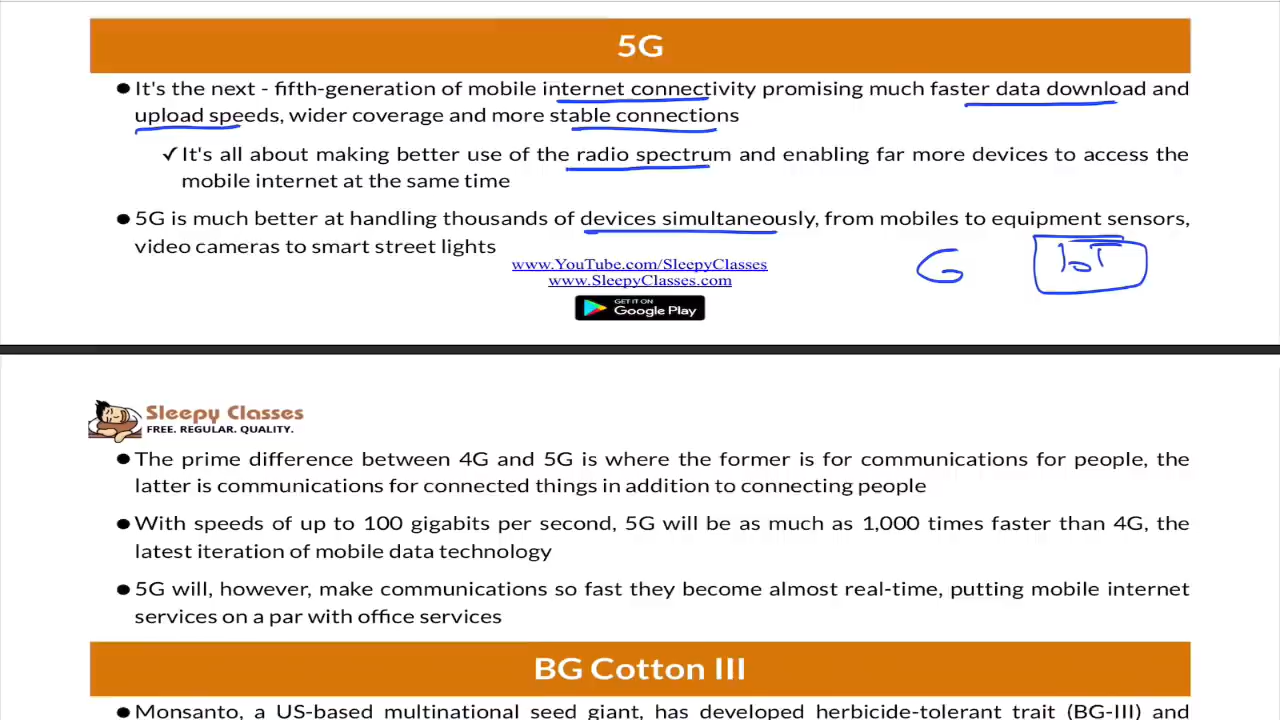 5G
● It's the next - fifth-generation of mobile internet connectivity promising much faster data download and
upload speeds, wider coverage and more stable connections
✓ It's all about making better use of the radio spectrum and enabling far more devices to access the
mobile internet at the same time
● 5G is much better at handling thousands of devices simultaneously, from mobiles to equipment sensors,
video cameras to smart street lights
G IoT
www.YouTube.com/SleepyClasses
www.SleepyClasses.com
GET IT ON
Google Play
Sleepy Classes
FREE. REGULAR. QUALITY.
● The prime difference between 4G and 5G is where the former is for communications for people, the
latter is communications for connected things in addition to connecting people
● With speeds of up to 100 gigabits per second, 5G will be as much as 1,000 times faster than 4G, the
latest iteration of mobile data technology
● 5G will, however, make communications so fast they become almost real-time, putting mobile internet
services on a par with office services
BG Cotton III
● Monsanto, a US-based multinational seed giant, has developed herbicide-tolerant trait (BG-III) and